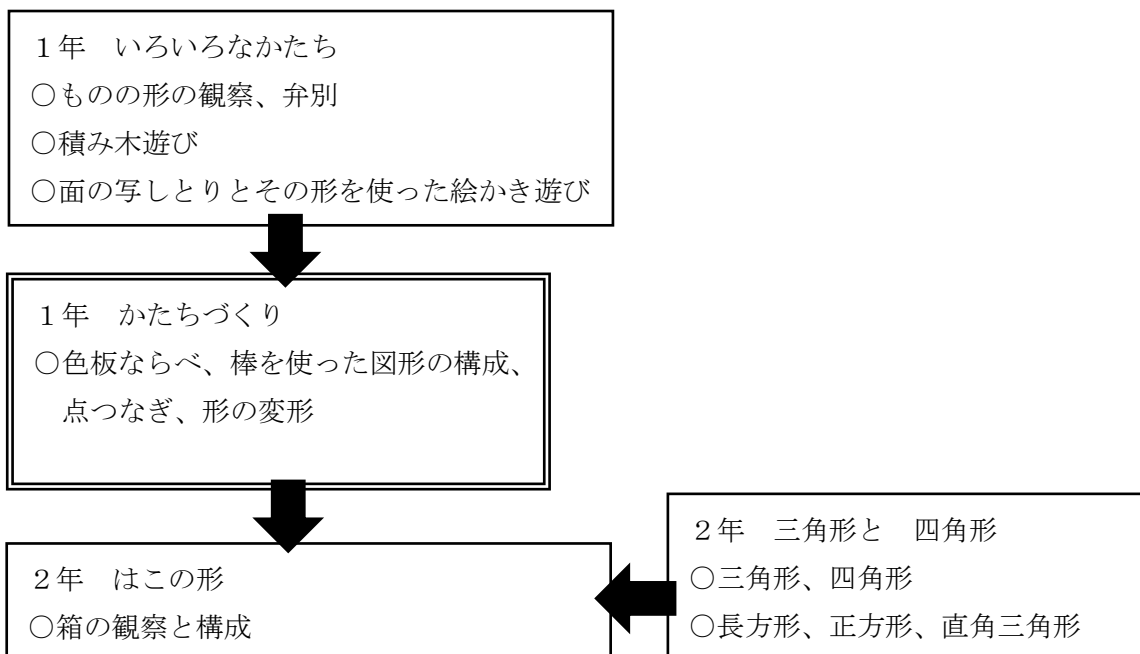 １年　いろいろなかたち
○ものの形の観察、弁別
○積み木遊び
○面の写しとりとその形を使った絵かき遊び
１年　かたちづくり
○色板ならべ、棒を使った図形の構成、
点つなぎ、形の変形
２年　はこの形
○箱の観察と構成
２年　三角形と　四角形
○三角形、四角形
○長方形、正方形、直角三角形